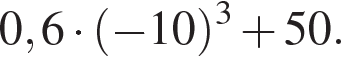 0,6 · (−10)³ + 50.